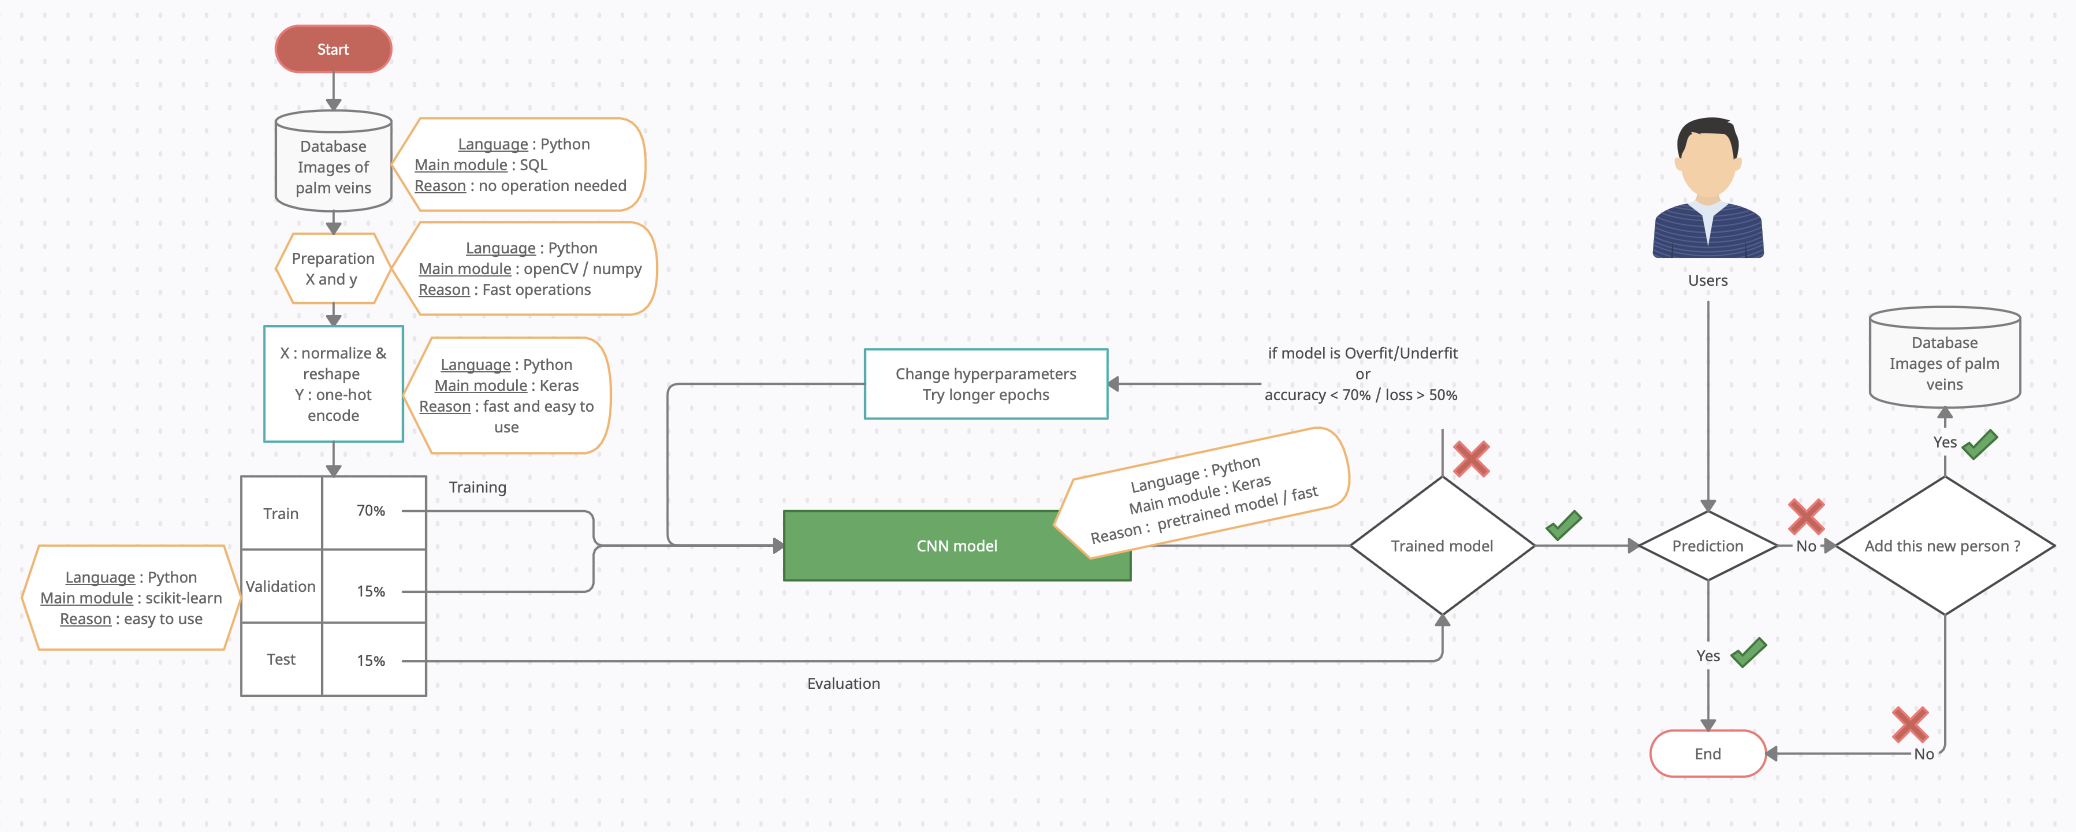 Start
Database
Images of
palm veins
Language : Python
Main module : SQL
Reason : no operation needed
Preparation
X and y
Language : Python
Main module : openCV / numpy
Reason : Fast operations
X : normalize &
reshape
Y : one-hot
encode
Language : Python
Main module : Keras
Reason : fast and easy to
use
Training
Train
70%
Validation
15%
Test
15%
Language : Python
Main module : scikit-learn
Reason : easy to use
Evaluation
Change hyperparameters
Try longer epochs
if model is Overfit/Underfit
or
accuracy < 70% / loss > 50%
CNN model
Language : Python
Main module : Keras
Reason : pretrained model / fast
Trained model
Users
Prediction
No
Add this new person ?
Yes
Database
Images of palm
veins
Yes
No
End